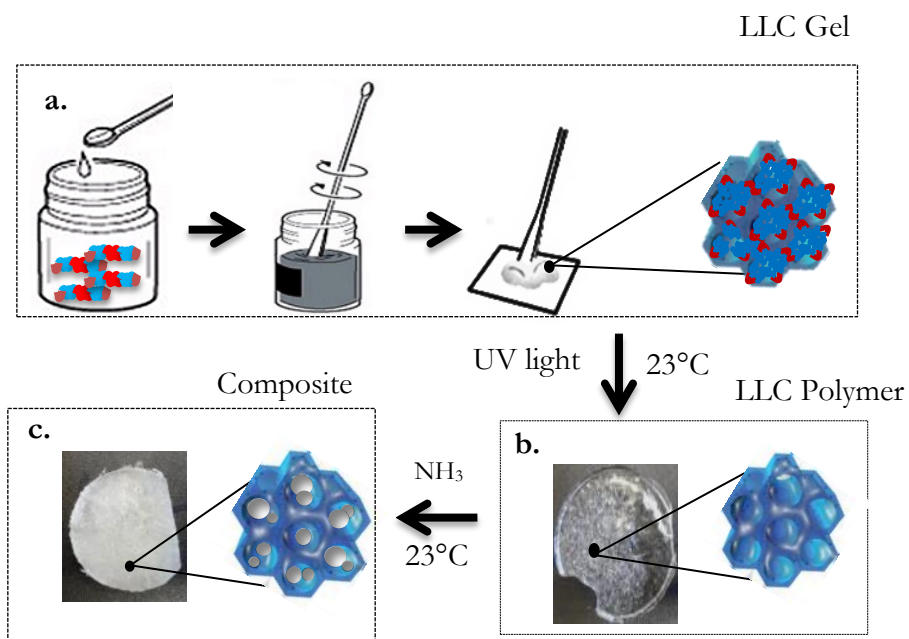 LLC Gel
a.
UV light
23°C
LLC Polymer
b.
NH₃
23°C
Composite
c.